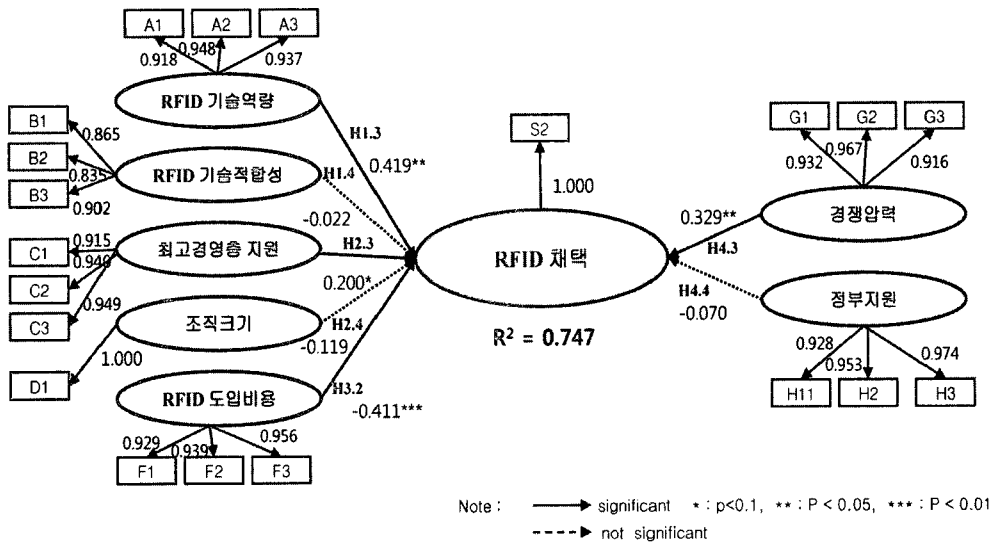 A1
A2
A3
0.918
0.948
0.937
RFID 기술역량
B1
B2
B3
0.865
0.835
0.902
RFID 기술적합성
C1
C2
C3
0.915
0.949
최고경영층 지원
조직크기
D1
1.000
RFID 도입비용
0.929
0.939
0.956
F1
F2
F3
H1.3
0.419**
H1.4
-0.022
H2.3
0.200*
H2.4
-0.119
H3.2
-0.411***
S2
1.000
RFID 채택
R² = 0.747
G1
G2
G3
0.932
0.967
0.916
경쟁압력
0.329**
H4.3
정부지원
H4.4
-0.070
0.928
0.953
0.974
H11
H2
H3
Note : significant * : p<0.1, ** : P < 0.05, *** : P < 0.01
not significant